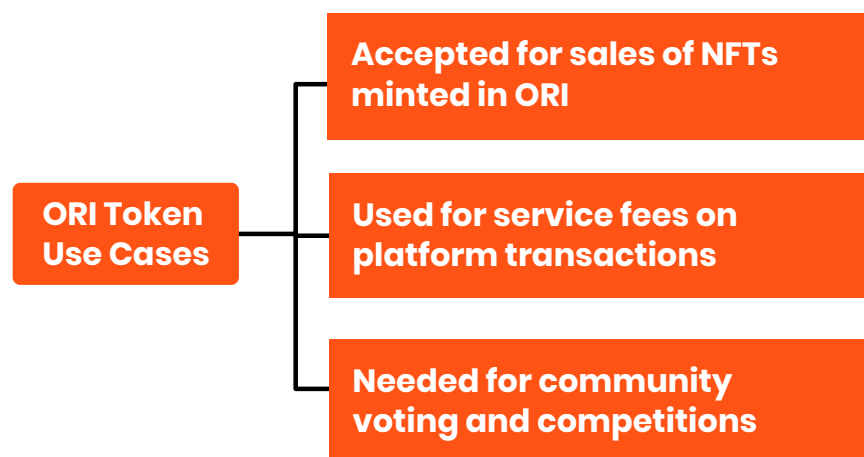 Accepted for sales of NFTs
minted in ORI
ORI Token
Use Cases
Used for service fees on
platform transactions
Needed for community
voting and competitions